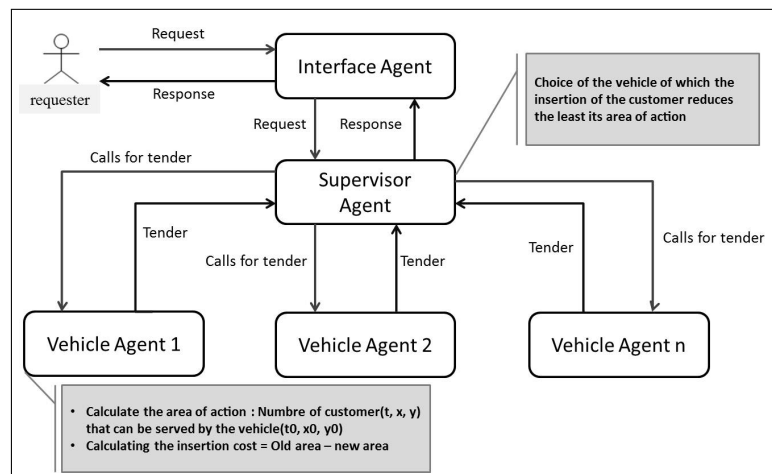 Request
Interface Agent
requester
Response
Choice of the vehicle of which the
insertion of the customer reduces
the least its area of action
Request
Response
Calls for tender
Supervisor
Agent
Tender
Calls for tender
Tender
Tender
Calls for tender
Vehicle Agent 1
Vehicle Agent 2
Vehicle Agent n
• Calculate the area of action : Numbre of customer(t, x, y)
that can be served by the vehicle(t0, x0, y0)
• Calculating the insertion cost = Old area – new area